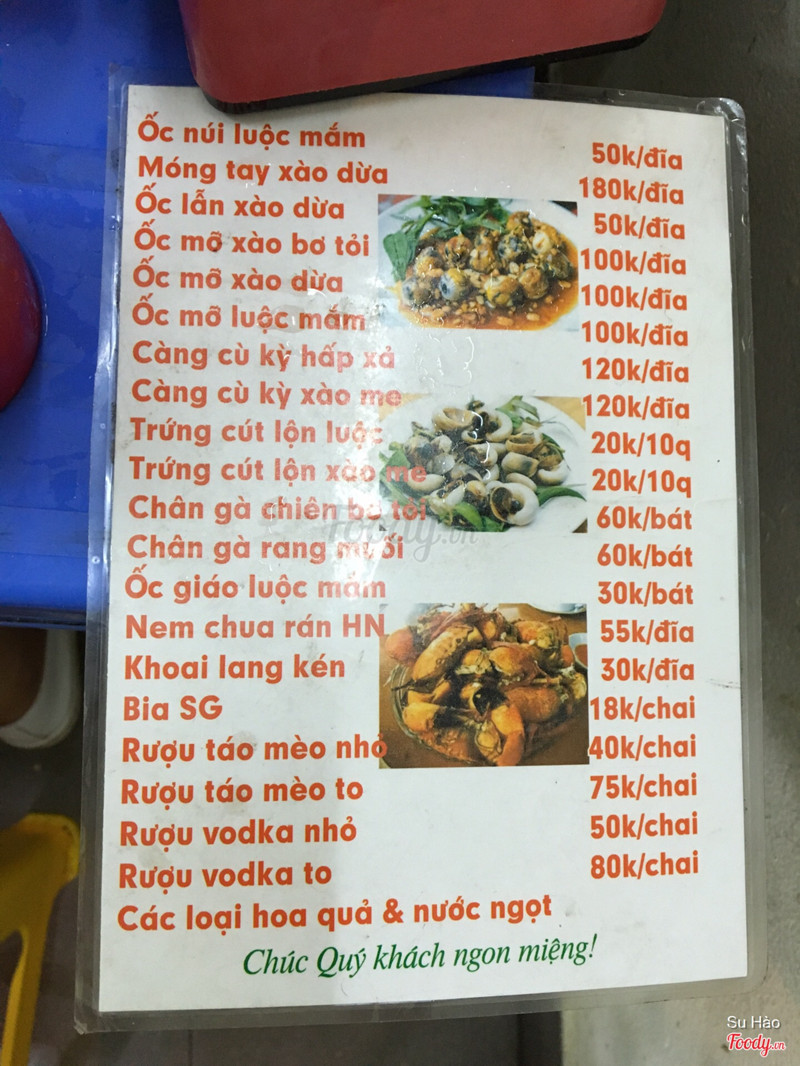 Ốc núi luộc mắm 50k/đĩa
Móng tay xào dừa 180k/đĩa
Ốc lẫn xào dừa 50k/đĩa
Ốc mỡ xào bơ tỏi 100k/đĩa
Ốc mỡ xào dừa 100k/đĩa
Ốc mỡ luộc mắm 100k/đĩa
Càng cù kỳ hấp xả 120k/đĩa
Càng cù kỳ xào me 120k/đĩa
Trứng cút lộn luộc 20k/10q
Trứng cút lộn xào me 20k/10q
Chân gà chiên bơ tỏi 60k/bát
Chân gà rang muối 60k/bát
Ốc giáo luộc mắm 30k/bát
Nem chua rán HN 55k/đĩa
Khoai lang kén 30k/đĩa
Bia SG 18k/chai
Rượu táo mèo nhỏ 40k/chai
Rượu táo mèo to 75k/chai
Rượu vodka nhỏ 50k/chai
Rượu vodka to 80k/chai
Các loại hoa quả & nước ngọt
Chúc Quý khách ngon miệng!
Foody.vn
Su Hào
Foody.vn